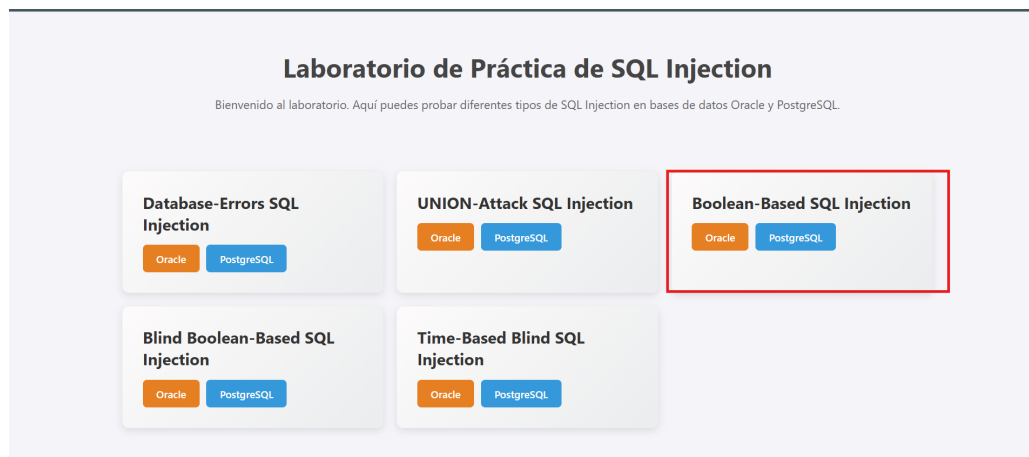 Laboratorio de Práctica de SQL Injection
Bienvenido al laboratorio. Aquí puedes probar diferentes tipos de SQL Injection en bases de datos Oracle y PostgreSQL.
Database-Errors SQL
Injection
Oracle PostgreSQL
UNION-Attack SQL Injection
Oracle PostgreSQL
Boolean-Based SQL Injection
Oracle PostgreSQL
Blind Boolean-Based SQL
Injection
Oracle PostgreSQL
Time-Based Blind SQL
Injection
Oracle PostgreSQL